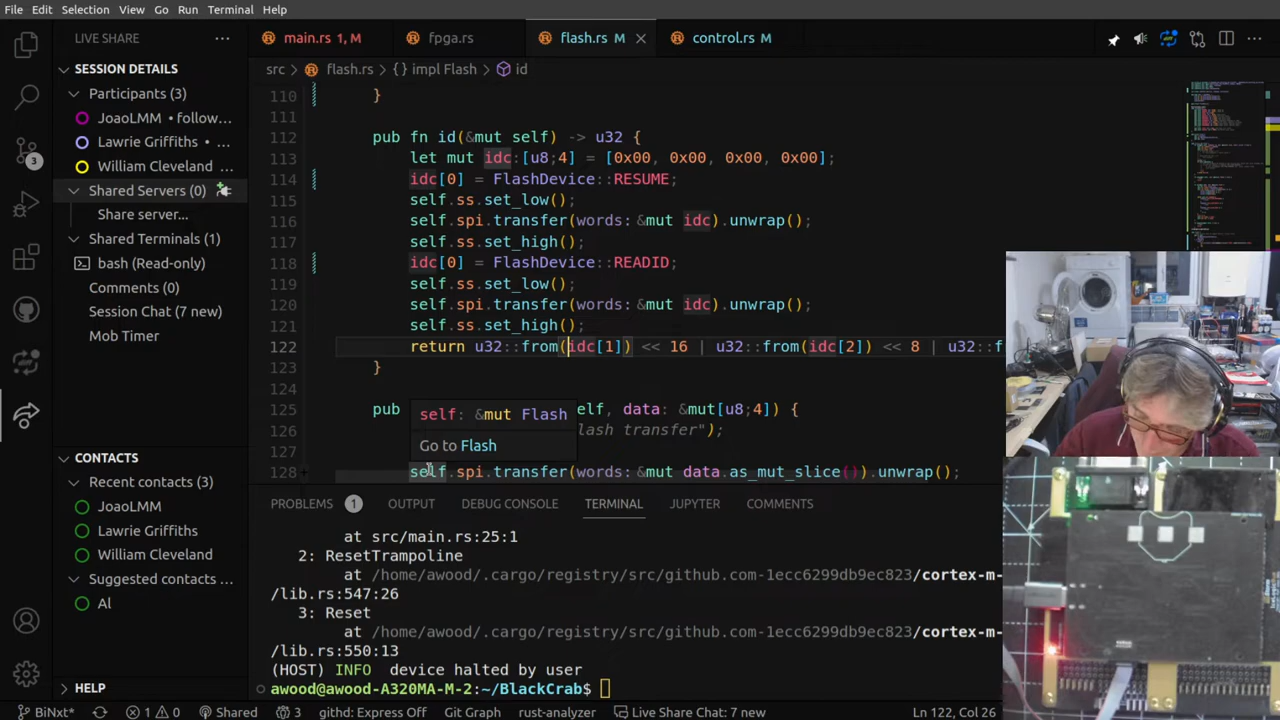 File Edit Selection View Go Run Terminal Help
LIVE SHARE
main.rs 1, M
fpga.rs
flash.rs M
control.rs M
src > flash.rs > {} impl Flash > id
SESSION DETAILS
Participants (3)
JoaoLMM • follow...
Lawrie Griffiths •
William Cleveland
Shared Servers (0)
Share server...
Shared Terminals (1)
bash (Read-only)
Comments (0)
Session Chat (7 new)
Mob Timer
CONTACTS
Recent contacts (3)
JoaoLMM
Lawrie Griffiths
William Cleveland
Suggested contacts ...
Al
HELP
3
110 }
111
112 pub fn id(&mut self) -> u32 {
113 let mut idc:[u8;4] = [0x00, 0x00, 0x00, 0x00];
114 idc[0] = FlashDevice::RESUME;
115 self.ss.set_low();
116 self.spi.transfer(words: &mut idc).unwrap();
117 self.ss.set_high();
118 idc[0] = FlashDevice::READID;
119 self.ss.set_low();
120 self.spi.transfer(words: &mut idc).unwrap();
121 self.ss.set_high();
122 return u32::from(idc[1]) << 16 | u32::from(idc[2]) << 8 | u32::f
123 }
124
125 pub elf, data: &mut[u8;4]) {
126 lash transfer");
127
128 self.spi.transfer(words: &mut data.as_mut_slice()).unwrap();
self: &mut Flash
Go to Flash
PROBLEMS 1 OUTPUT DEBUG CONSOLE TERMINAL JUPYTER COMMENTS
at src/main.rs:25:1
2: ResetTrampoline
at /home/awood/.cargo/registry/src/github.com-1ecc6299db9ec823/cortex-m-
/lib.rs:547:26
3: Reset
at /home/awood/.cargo/registry/src/github.com-1ecc6299db9ec823/cortex-m-
/lib.rs:550:13
(HOST) INFO device halted by user
awood@awood-A320MA-M-2:~/BlackCrab$
BiNxt* 1 0 Shared 3 githd: Express Off Git Graph rust-analyzer Live Share Chat: 7 new Ln 122, Col 26